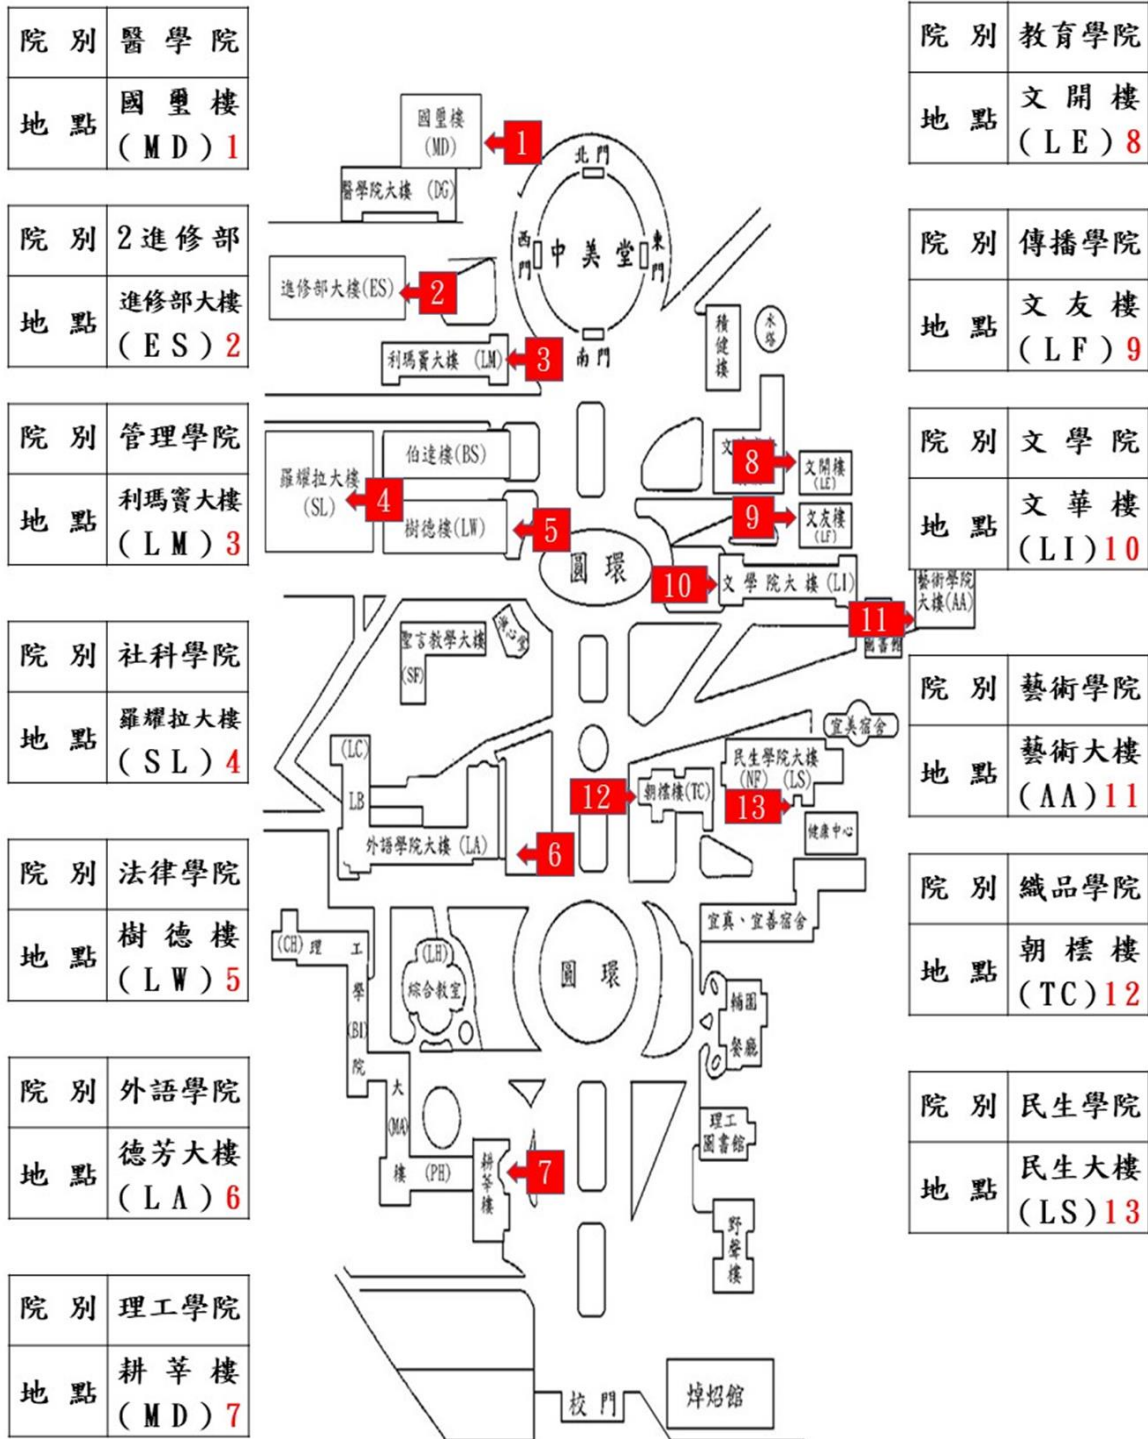 院別 醫學院
地點 國璽樓
(MD)1
院別 2進修部
地點 進修部大樓
(ES)2
院別 管理學院
地點 利瑪竇大樓
(LM)3
院別 社科學院
地點 羅耀拉大樓
(SL)4
院別 法律學院
地點 樹德樓
(LW)5
院別 外語學院
地點 德芳大樓
(LA)6
院別 理工學院
地點 耕莘樓
(MD)7
國璽樓
(MD)
1
醫學院大樓 (DG)
北門
西門
中美堂
東門
南門
進修部大樓(ES)
2
利瑪竇大樓 (LM)
3
積健樓
水塔
羅耀拉大樓
(SL)
4
伯達樓(BS)
樹德樓(LW)
5
圓環
8
文開樓
(LE)
9
文友樓
(LF)
10
文學院大樓(LI)
11
藝術學院
大樓(AA)
圖書館
聖言教學大樓
(SF)
淨心堂
宜美宿舍
(LC)
LB
外語學院大樓 (LA)
6
12
朝橒樓(TC)
民生學院大樓
(NF) (LS)
13
健康中心
宜真、宜善宿舍
(CH) 理工
學
(BI)
院
大
(MA)
樓 (PH)
(LH)
綜合教室
圓環
輔園
餐廳
理工
圖書館
耕莘樓
7
野聲樓
校門
焯炤館
院別 教育學院
地點 文開樓
(LE)8
院別 傳播學院
地點 文友樓
(LF)9
院別 文學院
地點 文華樓
(LI)10
院別 藝術學院
地點 藝術大樓
(AA)11
院別 織品學院
地點 朝橒樓
(TC)12
院別 民生學院
地點 民生大樓
(LS)13